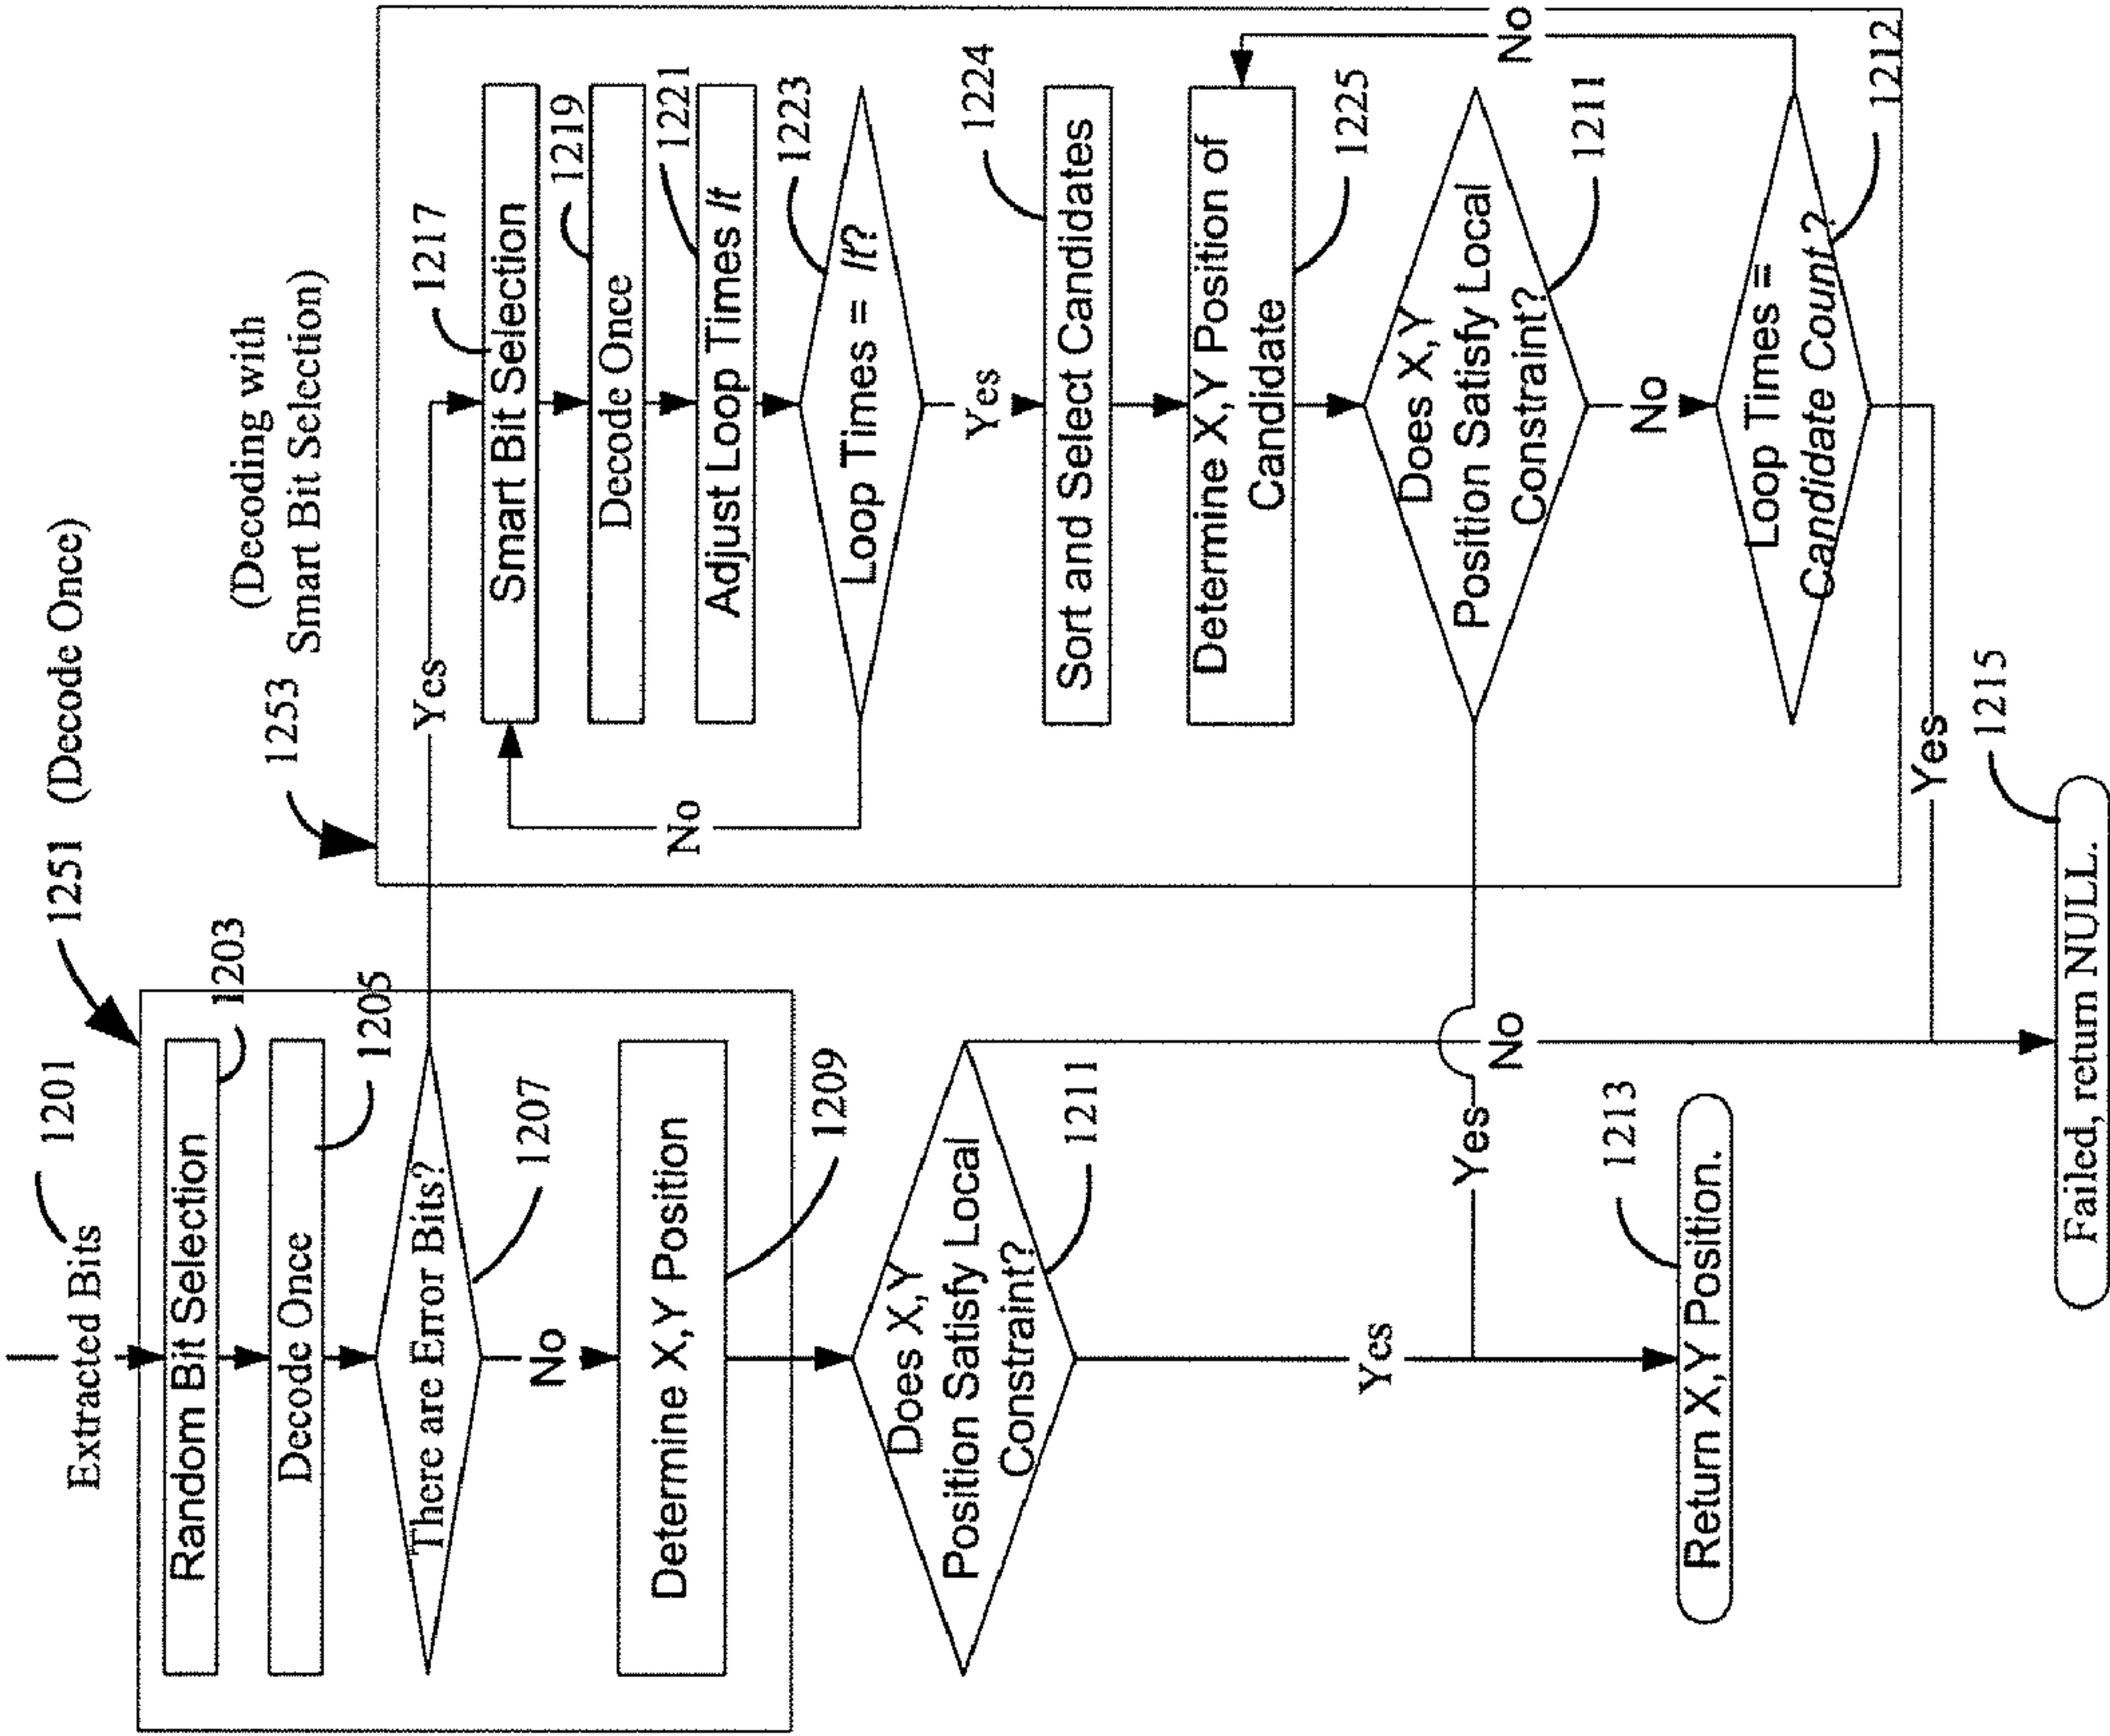 Extracted Bits
1201
1251 (Decode Once)
Random Bit Selection
1203
Decode Once
1205
There are Error Bits?
1207
Yes
No
Determine X,Y Position
1209
Does X,Y
Position Satisfy Local
Constraint?
1211
No
Yes
Return X,Y Position.
1213
(Decoding with
Smart Bit Selection)
1253
Smart Bit Selection
1217
Decode Once
1219
Adjust Loop Times lt
1221
Loop Times = lt?
1223
No
Yes
Sort and Select Candidates
1224
Determine X,Y Position of
Candidate
1225
Does X,Y
Position Satisfy Local
Constraint?
1211
Yes
No
Loop Times =
Candidate Count ?
1212
No
Yes
Failed, return NULL.
1215